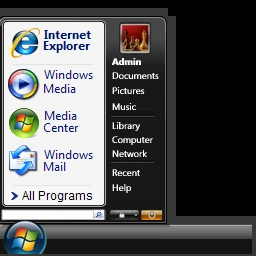 Internet
Explorer
Windows
Media
Media
Center
Windows
Mail
All Programs
Admin
Documents
Pictures
Music
Library
Computer
Network
Recent
Help